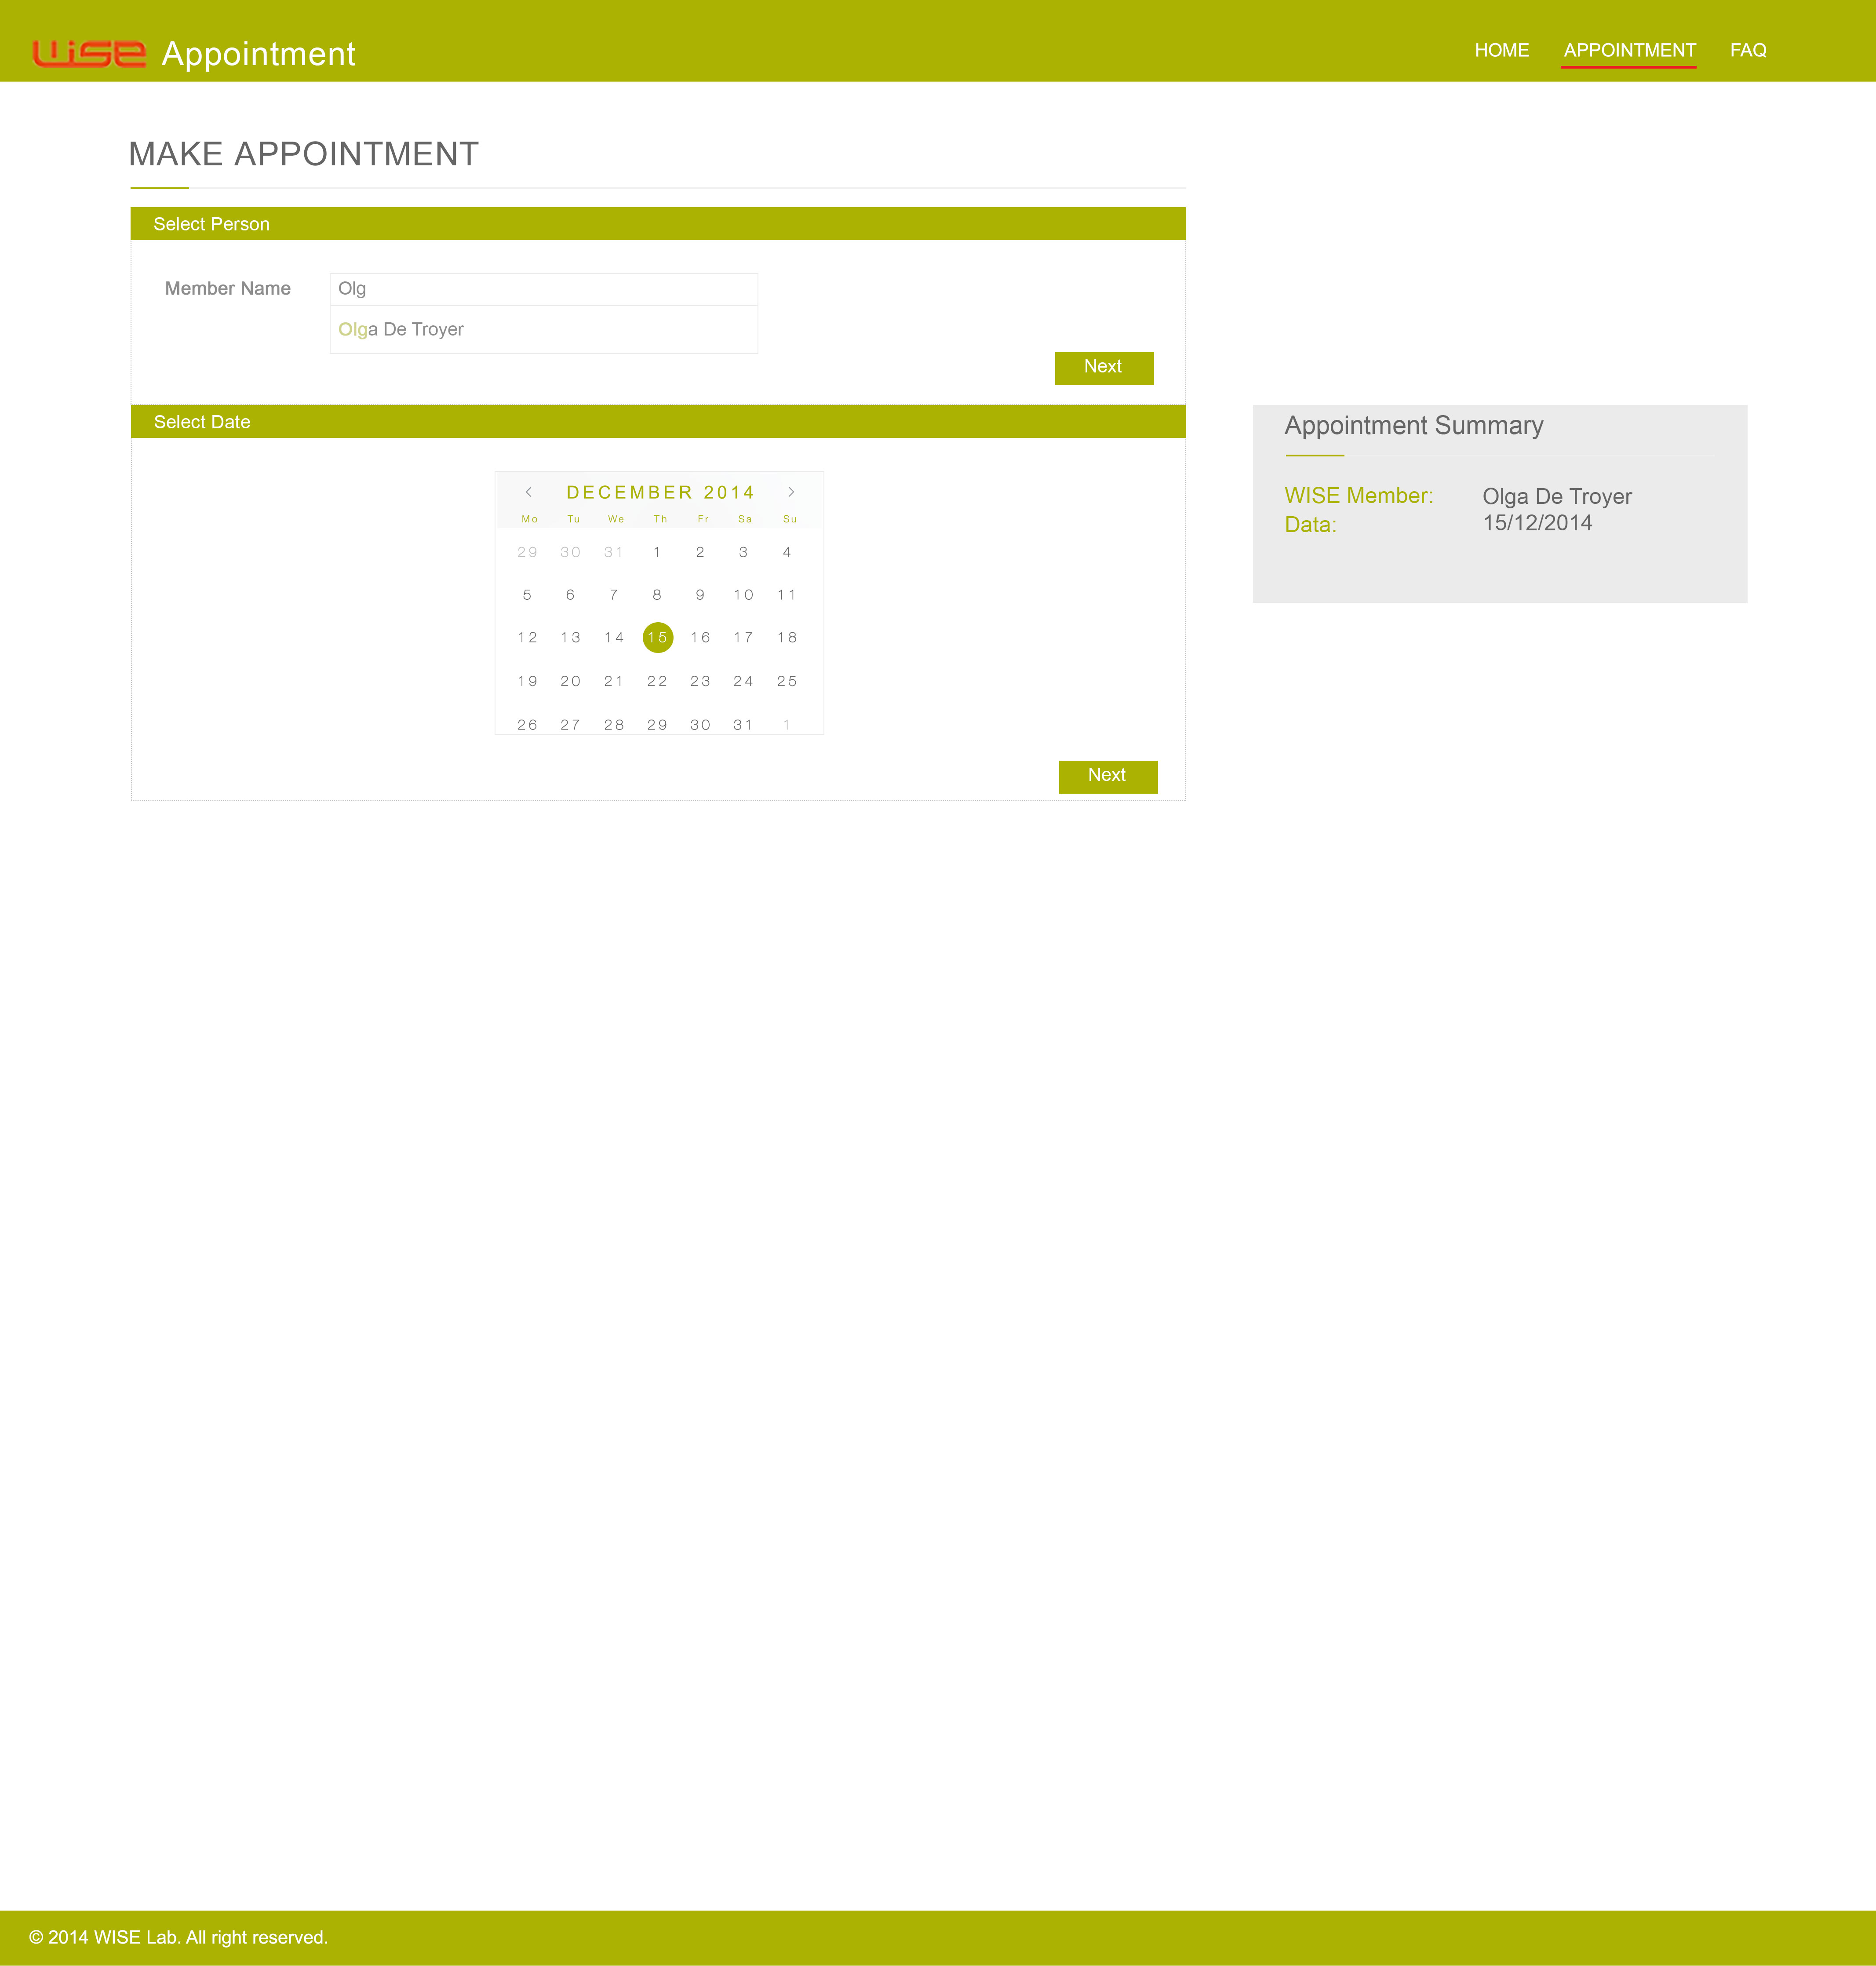 WiSE Appointment
HOME APPOINTMENT FAQ
MAKE APPOINTMENT
Select Person
Member Name
Olg
Olga De Troyer
Next
Select Date
DECEMBER 2014
Mo Tu We Th Fr Sa Su
29 30 31 1 2 3 4
5 6 7 8 9 10 11
12 13 14 15 16 17 18
19 20 21 22 23 24 25
26 27 28 29 30 31 1
Next
Appointment Summary
WISE Member: Olga De Troyer
Data: 15/12/2014
© 2014 WISE Lab. All right reserved.